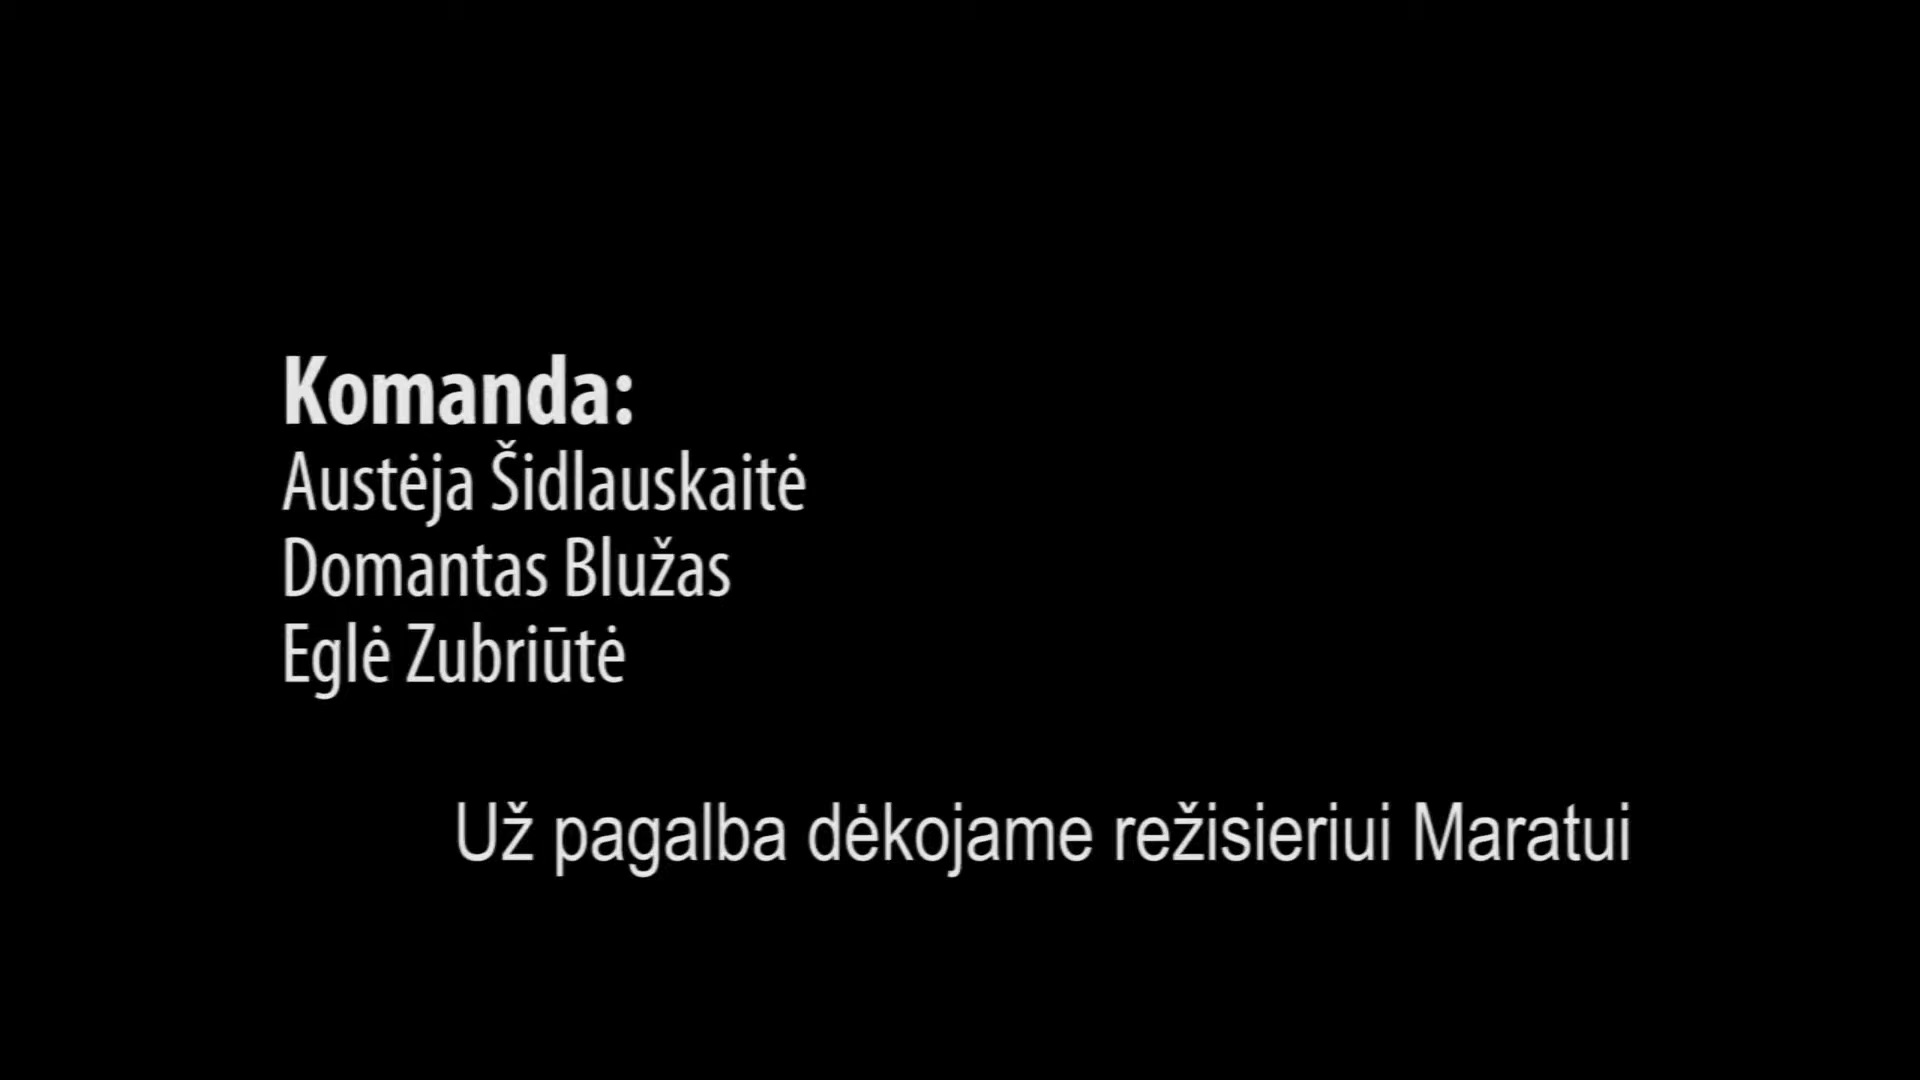 Komanda:
Austėja Šidlauskaitė
Domantas Blužas
Eglė Zubriūtė
Už pagalba dėkojame režisieriui Maratui